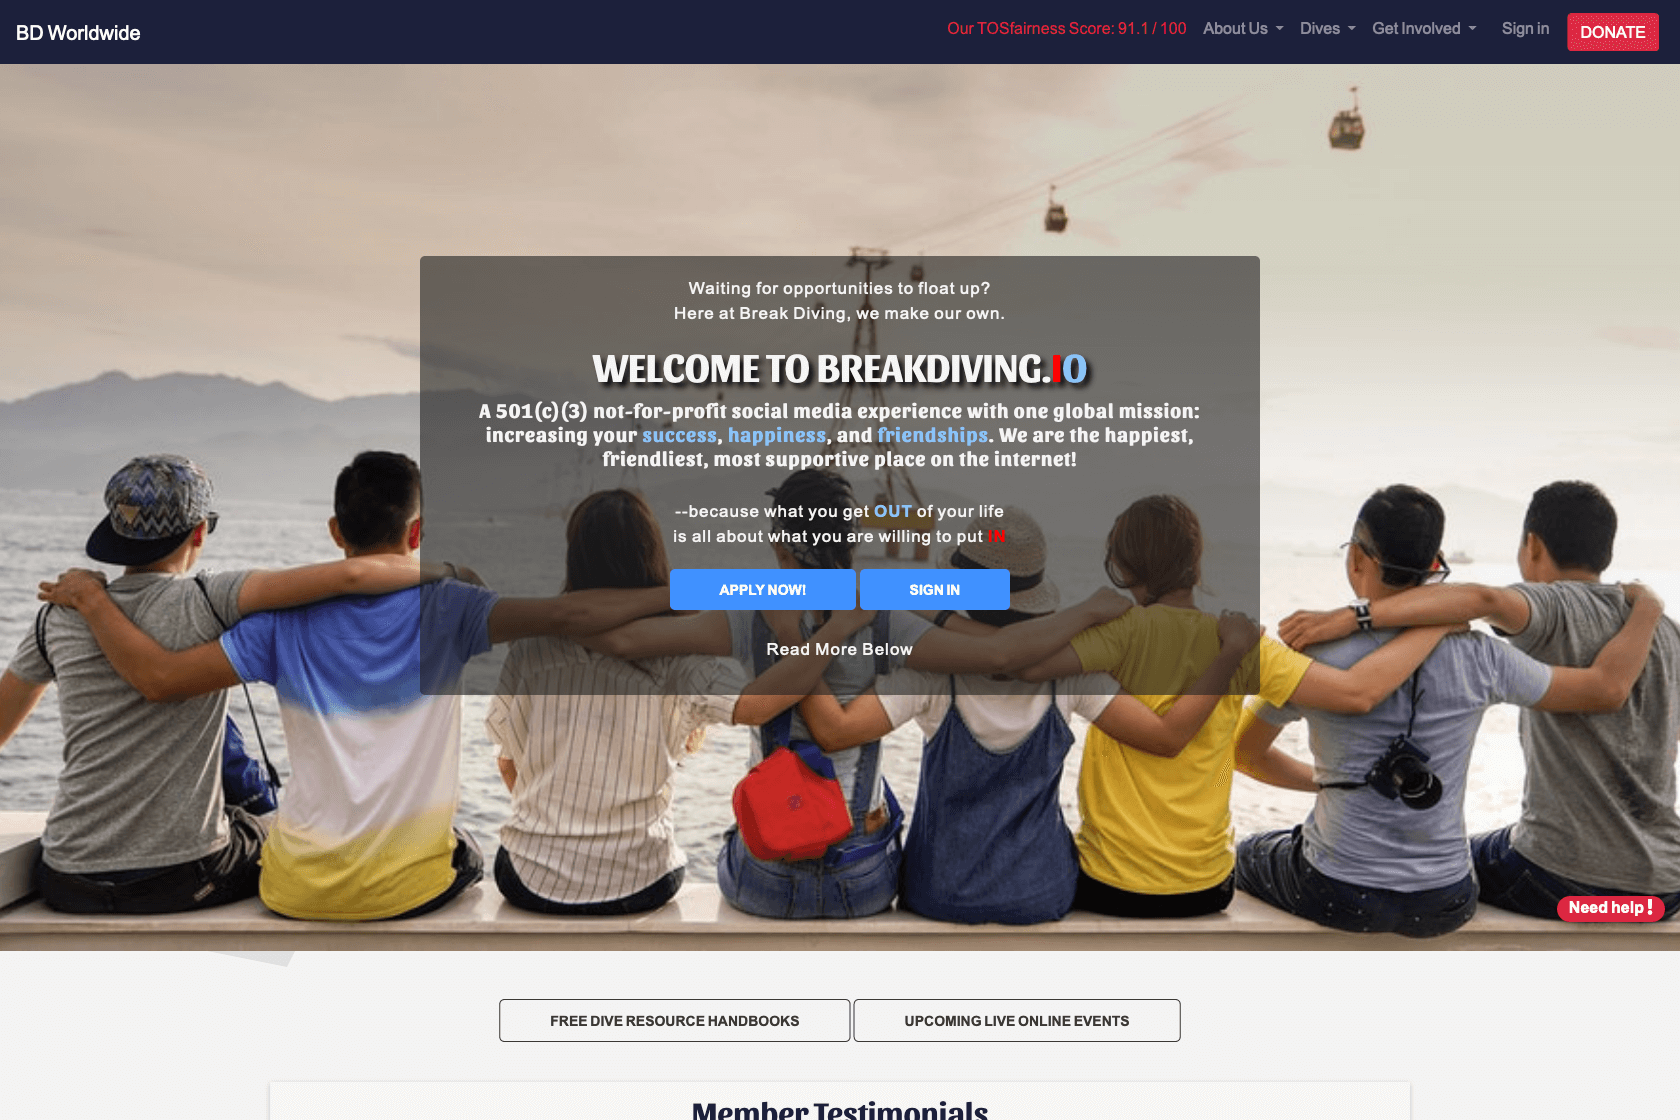 BD Worldwide
Our TOSfairness Score: 91.1 / 100
About Us
Dives
Get Involved
Sign in
DONATE
Waiting for opportunities to float up?
Here at Break Diving, we make our own.
WELCOME TO BREAKDIVING.IO
A 501(c)(3) not-for-profit social media experience with one global mission:
increasing your success, happiness, and friendships. We are the happiest,
friendliest, most supportive place on the internet!
--because what you get OUT of your life
is all about what you are willing to put IN
APPLY NOW!
SIGN IN
Read More Below
Need help!
FREE DIVE RESOURCE HANDBOOKS
UPCOMING LIVE ONLINE EVENTS
Member Testimonials